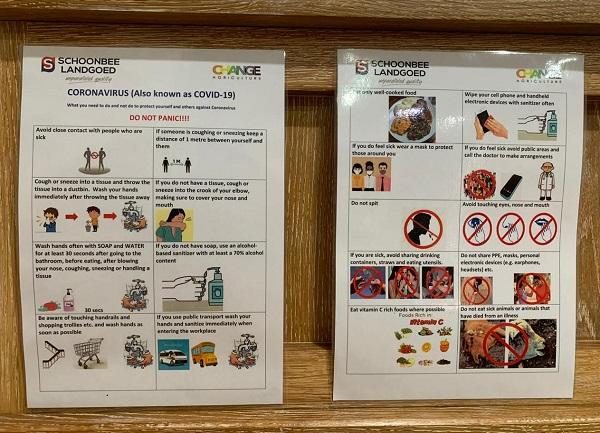 SCHOONBEE
LANDGOED
unparalleled quality
CHANGE
AGRICULTURE
CORONAVIRUS (Also known as COVID-19)
What you need to do and not do to protect yourself and others against Coronavirus
DO NOT PANIC!!!!
Avoid close contact with people who are
sick
If someone is coughing or sneezing keep a
distance of 1 metre between yourself and
them
1 M
Cough or sneeze into a tissue and throw the
tissue into a dustbin. Wash your hands
immediately after throwing the tissue away
If you do not have a tissue, cough or
sneeze into the crook of your elbow,
making sure to cover your nose and
mouth
Wash hands often with SOAP and WATER
for at least 30 seconds after going to the
bathroom, before eating, after blowing
your nose, coughing, sneezing or handling a
tissue
30 secs
If you do not have soap, use an alcohol-
based sanitizer with at least a 70% alcohol
content
Be aware of touching handrails and
shopping trollies etc. and wash hands as
soon as possible
If you use public transport wash your
hands and sanitize immediately when
entering the workplace
SCHOONBEE
LANDGOED
unparalleled quality
CHANGE
AGRICULTURE
only well-cooked food
Wipe your cell phone and handheld
electronic devices with sanitizer often
If you do feel sick wear a mask to protect
those around you
If you do feel sick avoid public areas and
call the doctor to make arrangements
Do not spit
Avoid touching eyes, nose and mouth
If you are sick, avoid sharing drinking
containers, straws and eating utensils.
Do not share PPE, masks, personal
electronic devices (e.g. earphones,
headsets) etc.
Eat vitamin C rich foods where possible
Foods Rich in
Vitamin C
Do not eat sick animals or animals that
have died from an illness